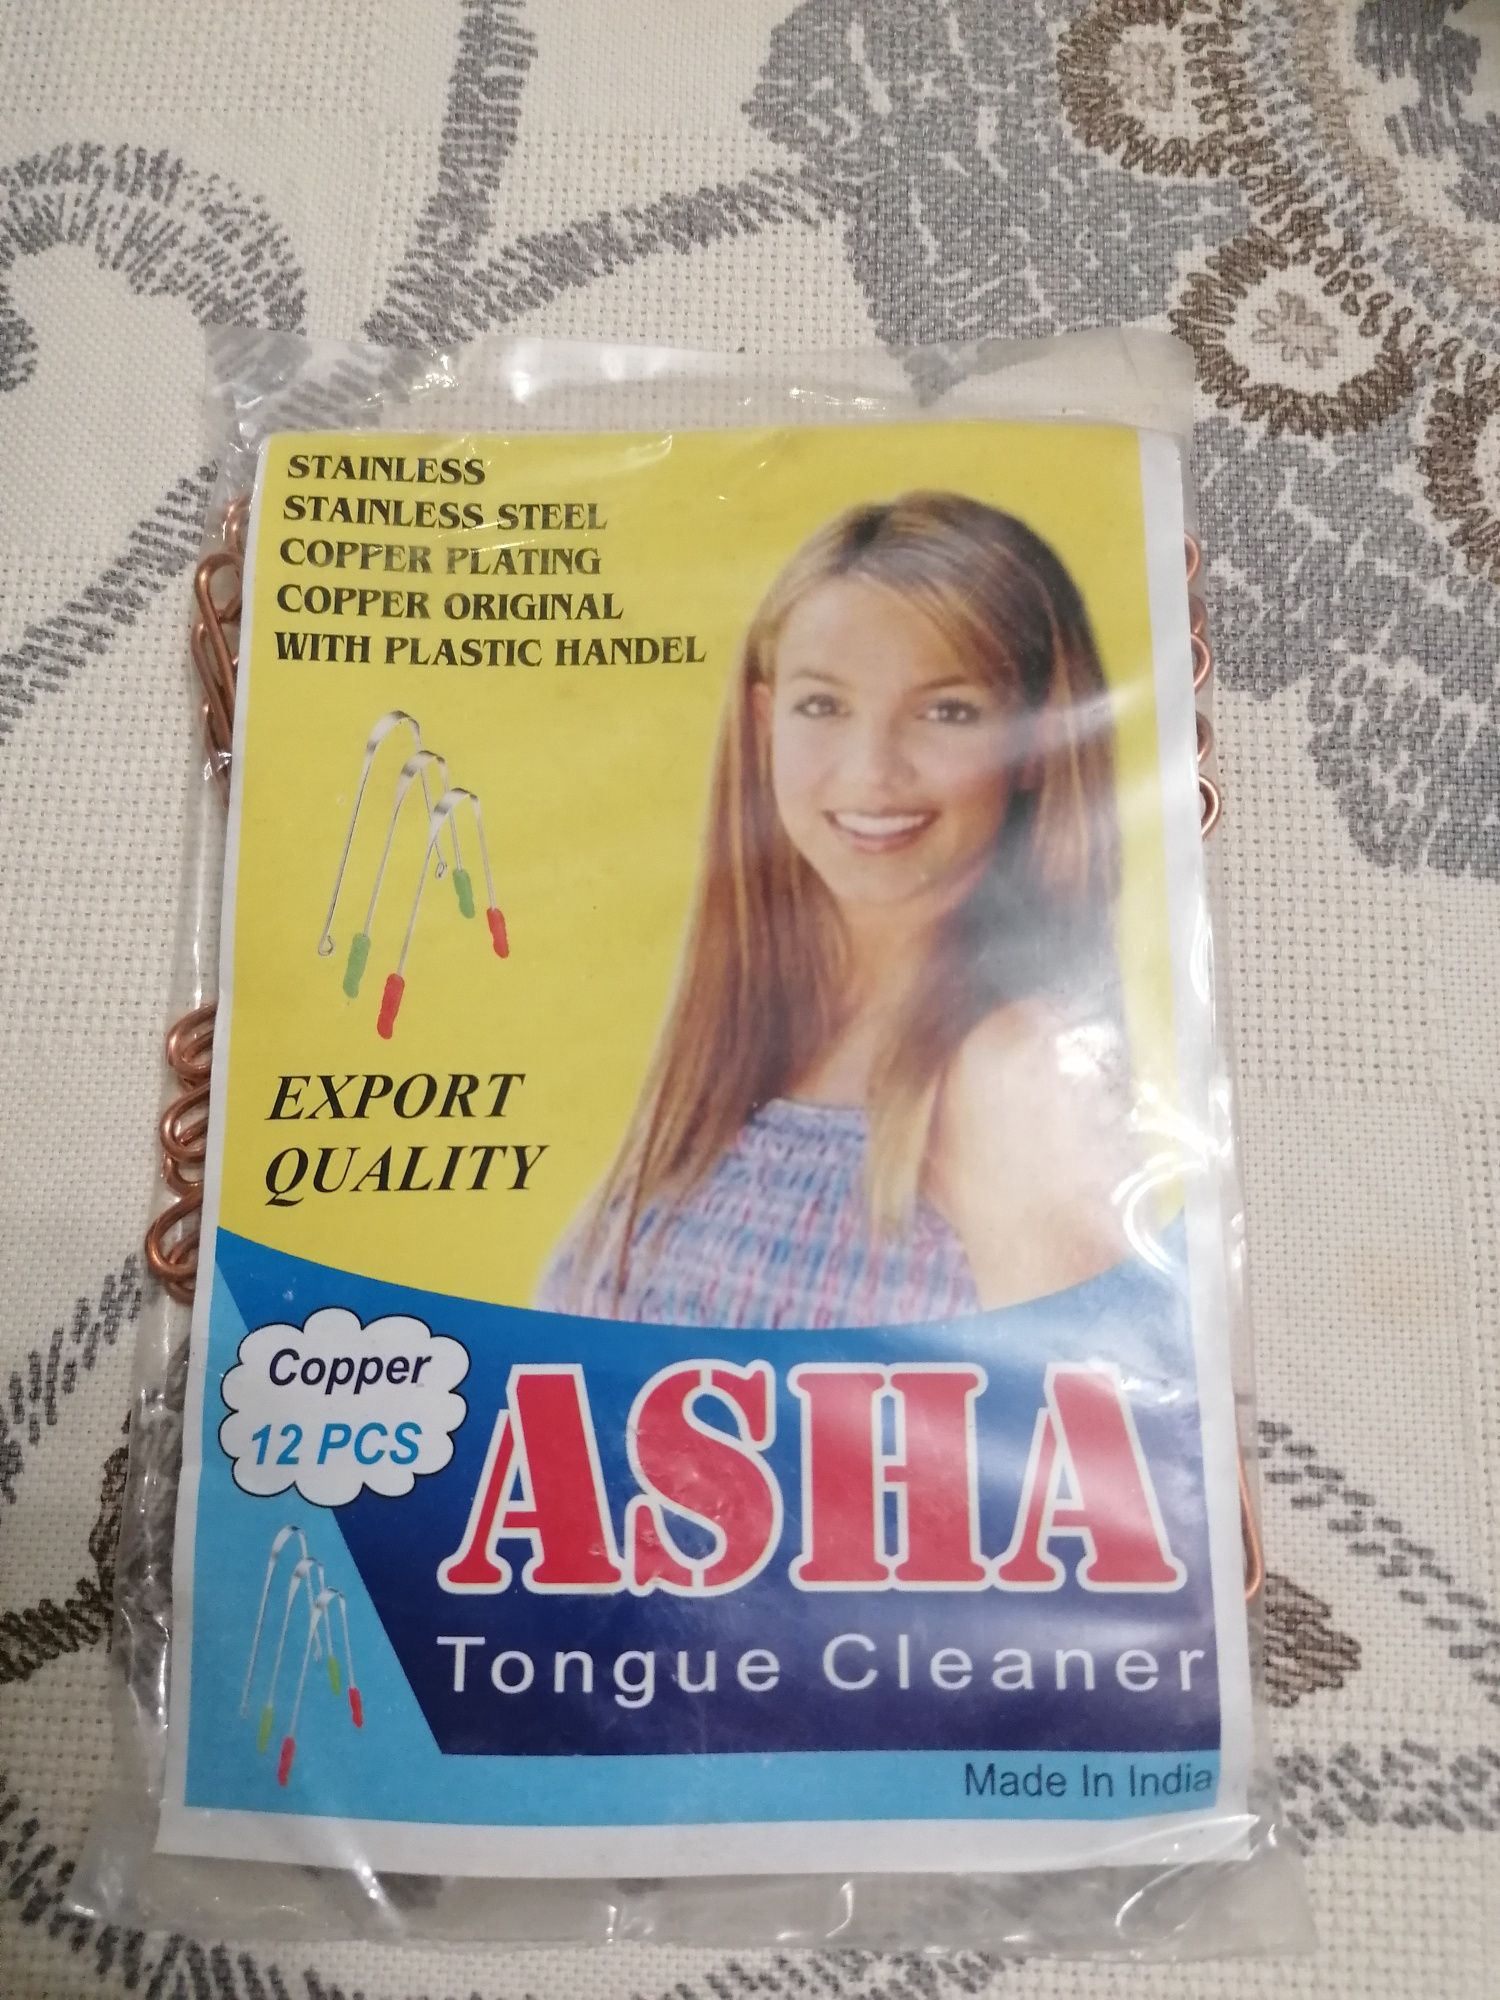 STAINLESS
STAINLESS STEEL
COPPER PLATING
COPPER ORIGINAL
WITH PLASTIC HANDEL
EXPORT
QUALITY
Copper
12 PCS
ASHA
Tongue Cleaner
Made In India